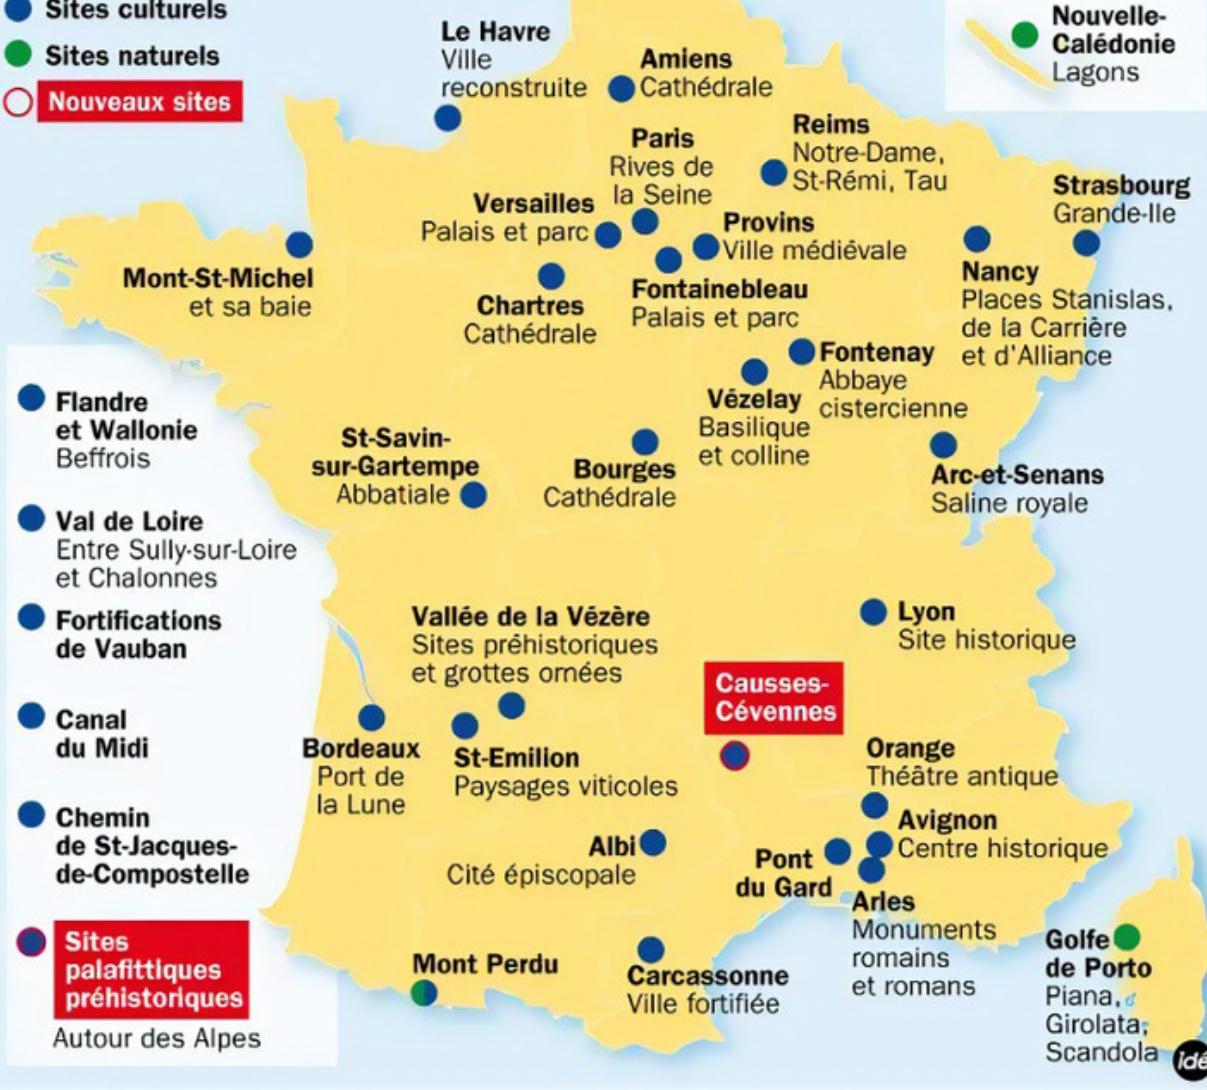 Sites culturels
Sites naturels
Nouveaux sites
Le Havre
Ville
reconstruite
Amiens
Cathédrale
Nouvelle-
Calédonie
Lagons
Paris
Rives de
la Seine
Reims
Notre-Dame,
St-Rémi, Tau
Strasbourg
Grande-Ile
Versailles
Palais et parc
Provins
Ville médiévale
Mont-St-Michel
et sa baie
Chartres
Cathédrale
Fontainebleau
Palais et parc
Nancy
Places Stanislas,
de la Carrière
et d'Alliance
Fontenay
Abbaye
cistercienne
Vézelay
Basilique
et colline
Flandre
et Wallonie
Beffrois
St-Savin-
sur-Gartempe
Abbatiale
Bourges
Cathédrale
Arc-et-Senans
Saline royale
Val de Loire
Entre Sully-sur-Loire
et Chalonnes
Fortifications
de Vauban
Vallée de la Vézère
Sites préhistoriques
et grottes ornées
Lyon
Site historique
Causses-
Cévennes
Canal
du Midi
Bordeaux
Port de
la Lune
St-Emilion
Paysages viticoles
Orange
Théâtre antique
Avignon
Centre historique
Chemin
de St-Jacques-
de-Compostelle
Albi
Cité épiscopale
Pont
du Gard
Arles
Monuments
romains
et romans
Sites
palafittiques
préhistoriques
Autour des Alpes
Mont Perdu
Carcassonne
Ville fortifiée
Golfe
de Porto
Piana,
Girolata,
Scandola
idé